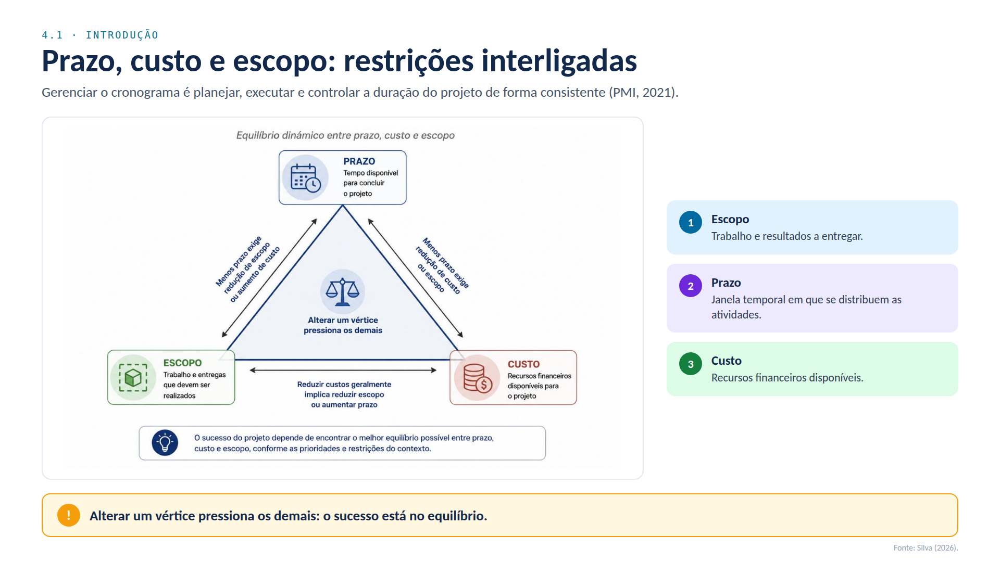 4.1 · INTRODUÇÃO
Prazo, custo e escopo: restrições interligadas
Gerenciar o cronograma é planejar, executar e controlar a duração do projeto de forma consistente (PMI, 2021).
Equilíbrio dinámico entre prazo, custo e escopo
PRAZO
Tempo disponível
para concluir
o projeto
Menos prazo exige
redução de escopo
ou aumento de custo
Menos prazo exige
redução de custo
ou escopo
Alterar um vértice
pressiona os demais
ESCOPO
Trabalho e entregas
que devem ser
realizados
CUSTO
Recursos financeiros
disponíveis para
o projeto
$
Reduzir custos geralmente
implica reduzir escopo
ou aumentar prazo
O sucesso do projeto depende de encontrar o melhor equilíbrio possível entre prazo,
custo e escopo, conforme as prioridades e restrições do contexto.
1
Escopo
Trabalho e resultados a entregar.
2
Prazo
Janela temporal em que se distribuem as
atividades.
3
Custo
Recursos financeiros disponíveis.
!
Alterar um vértice pressiona os demais: o sucesso está no equilíbrio.
Fonte: Silva (2026).